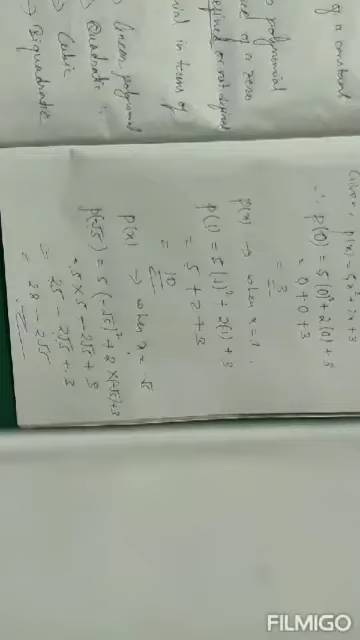 of a constant
polynomial
of a zero
defined or not defined
in terms of
→ linear polynomial
→ Quadratic
→ Cubic
→ Biquadratic
Given, p(x) = 5x² + 2x + 3
∴ p(0) = 5(0)² + 2(0) + 3
= 0 + 0 + 3
= 3
p(x) → when x = 1.
p(1) = 5(1)² + 2(1) + 3
= 5 + 2 + 3
= 10
p(x) → when x = -√5
p(-√5) = 5(-√5)² + 2×(-√5)+3
= 5×5 - 2√5 + 3
= 25 - 2√5 + 3
= 28 - 2√5
FILMIGO